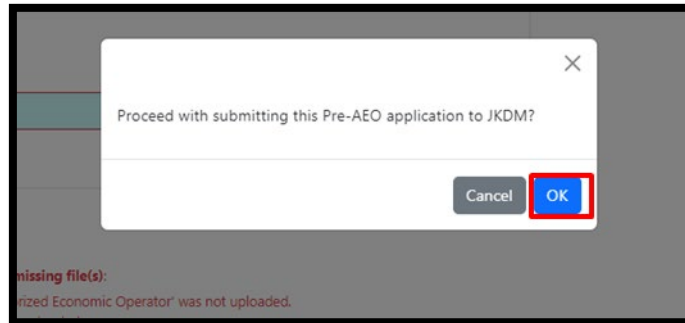 Proceed with submitting this Pre-AEO application to JKDM?
Cancel OK
missing file(s):
rized Economic Operator' was not uploaded.